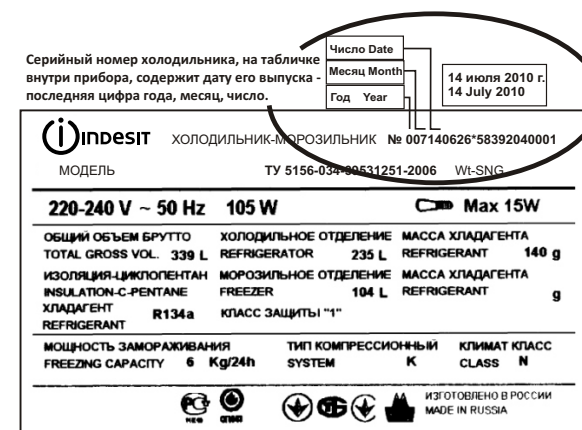 Серийный номер холодильника, на табличке
внутри прибора, содержит дату его выпуска -
последняя цифра года, месяц, число.
Число Date
Месяц Month
Год Year
14 июля 2010 г.
14 July 2010
indesit ХОЛОДИЛЬНИК-МОРОЗИЛЬНИК № 007140626*58392040001
МОДЕЛЬ ТУ 5156-034-39531251-2006 Wt-SNG
220-240 V ~ 50 Hz 105 W Max 15W
ОБЩИЙ ОБЪЕМ БРУТТО ХОЛОДИЛЬНОЕ ОТДЕЛЕНИЕ МАССА ХЛАДАГЕНТА
TOTAL GROSS VOL. 339 L REFRIGERATOR 235 L REFRIGERANT 140 g
ИЗОЛЯЦИЯ-ЦИКЛОПЕНТАН МОРОЗИЛЬНОЕ ОТДЕЛЕНИЕ МАССА ХЛАДАГЕНТА
INSULATION-C-PENTANE FREEZER 104 L REFRIGERANT g
ХЛАДАГЕНТ R134a КЛАСС ЗАЩИТЫ "1"
REFRIGERANT
МОЩНОСТЬ ЗАМОРАЖИВАНИЯ ТИП КОМПРЕССИОННЫЙ КЛИМАТ КЛАСС
FREEZING CAPACITY 6 Kg/24h SYSTEM K CLASS N
ИЗГОТОВЛЕНО В РОССИИ
MADE IN RUSSIA